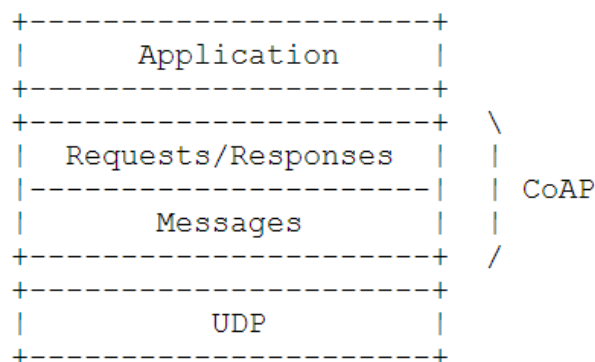 +----------------------+
|      Application     |
+----------------------+
+----------------------+  \
|  Requests/Responses  |  |
|----------------------|  | CoAP
|       Messages       |  |
+----------------------+  /
+----------------------+
|          UDP         |
+----------------------+